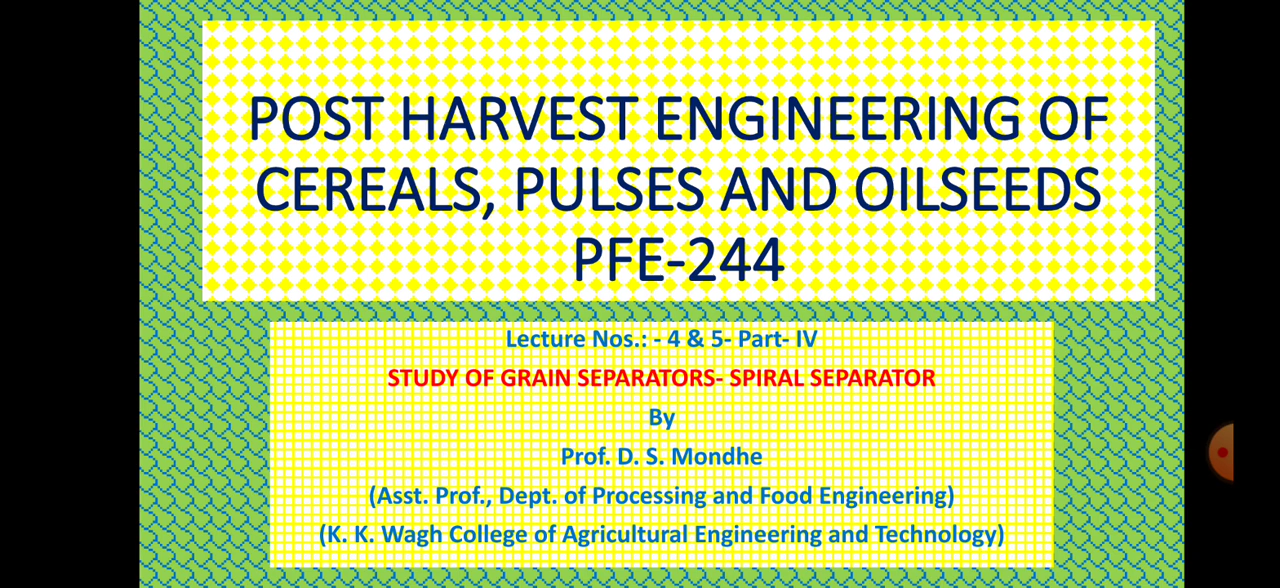 POST HARVEST ENGINEERING OF
CEREALS, PULSES AND OILSEEDS
PFE-244
Lecture Nos.: - 4 & 5- Part- IV
STUDY OF GRAIN SEPARATORS- SPIRAL SEPARATOR
By
Prof. D. S. Mondhe
(Asst. Prof., Dept. of Processing and Food Engineering)
(K. K. Wagh College of Agricultural Engineering and Technology)